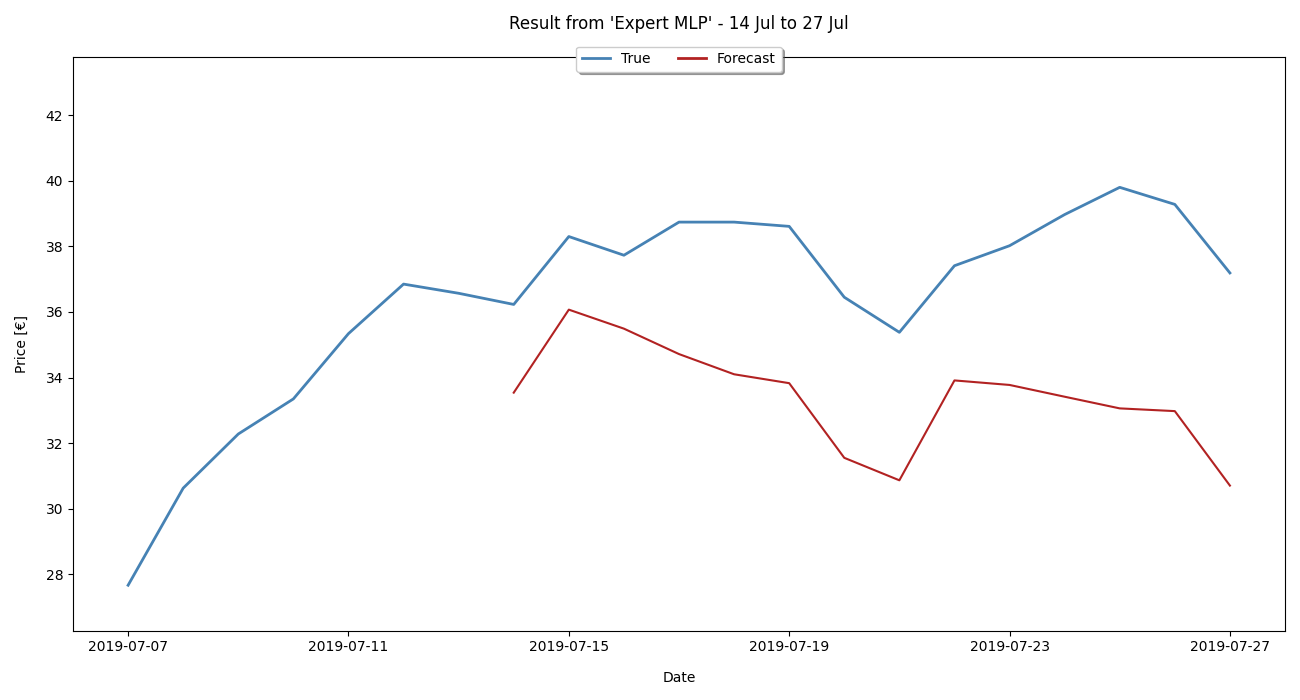 Result from 'Expert MLP' - 14 Jul to 27 Jul
True Forecast
42
40
38
36
34
32
30
28
Price [€]
2019-07-07 2019-07-11 2019-07-15 2019-07-19 2019-07-23 2019-07-27
Date